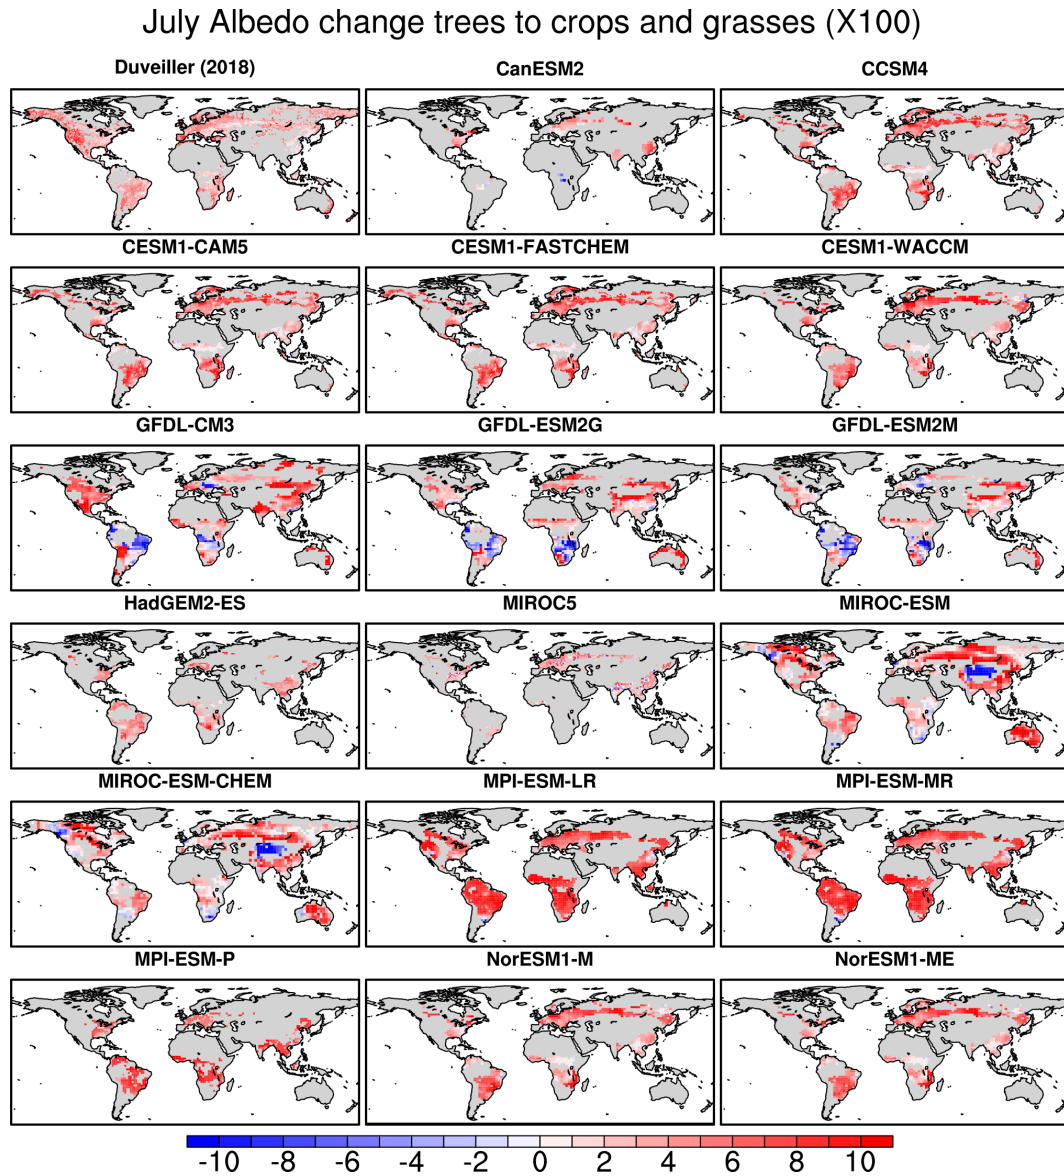 July Albedo change trees to crops and grasses (X100)
Duveiller (2018) CanESM2 CCSM4
CESM1-CAM5 CESM1-FASTCHEM CESM1-WACCM
GFDL-CM3 GFDL-ESM2G GFDL-ESM2M
HadGEM2-ES MIROC5 MIROC-ESM
MIROC-ESM-CHEM MPI-ESM-LR MPI-ESM-MR
MPI-ESM-P NorESM1-M NorESM1-ME
-10 -8 -6 -4 -2 0 2 4 6 8 10